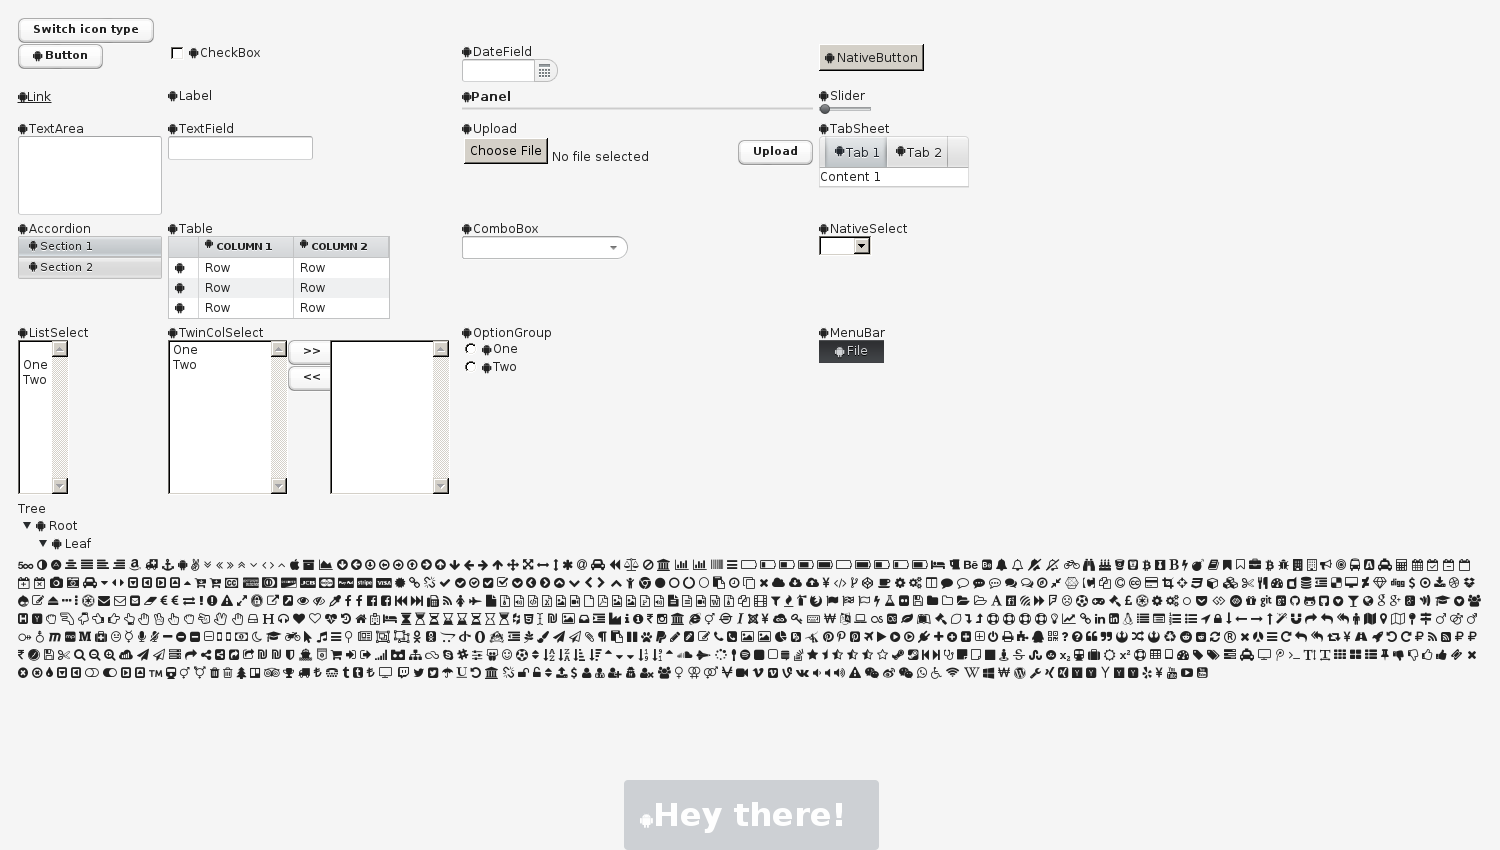 Switch icon type
Button
CheckBox
DateField
NativeButton
Link
Label
Panel
Slider
TextArea
TextField
Upload
Choose File
No file selected
Upload
TabSheet
Tab 1
Tab 2
Content 1
Accordion
Section 1
Section 2
Table
COLUMN 1 COLUMN 2
Row Row
Row Row
Row Row
ComboBox
NativeSelect
ListSelect
One
Two
TwinColSelect
One
Two
>>
<<
OptionGroup
One
Two
MenuBar
File
Tree
Root
Leaf
Hey there!